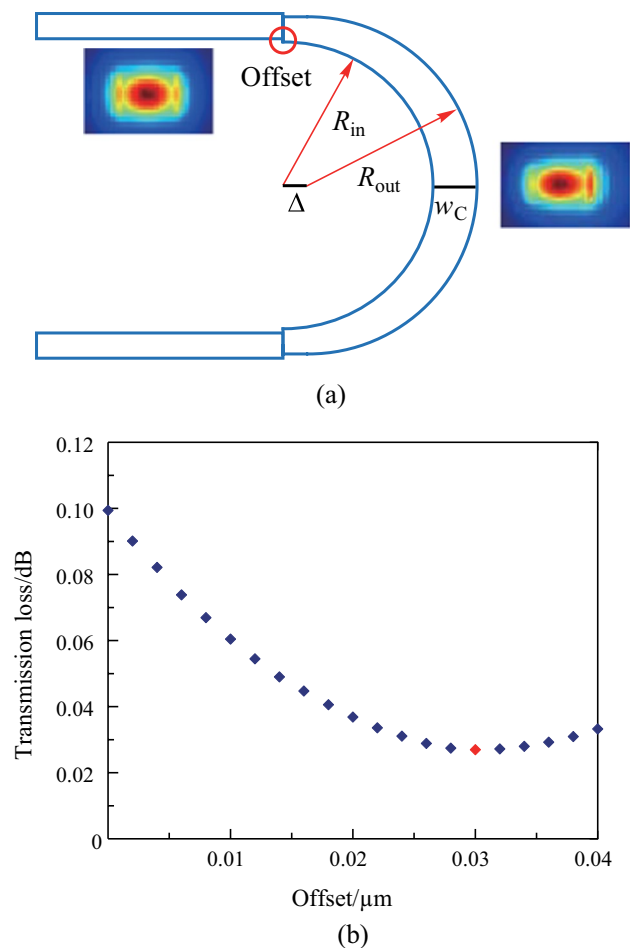 Offset
R_in
R_out
Δ
w_C
(a)
0.12
0.10
0.08
0.06
0.04
0.02
0
0.01
0.02
0.03
0.04
Transmission loss/dB
Offset/μm
(b)